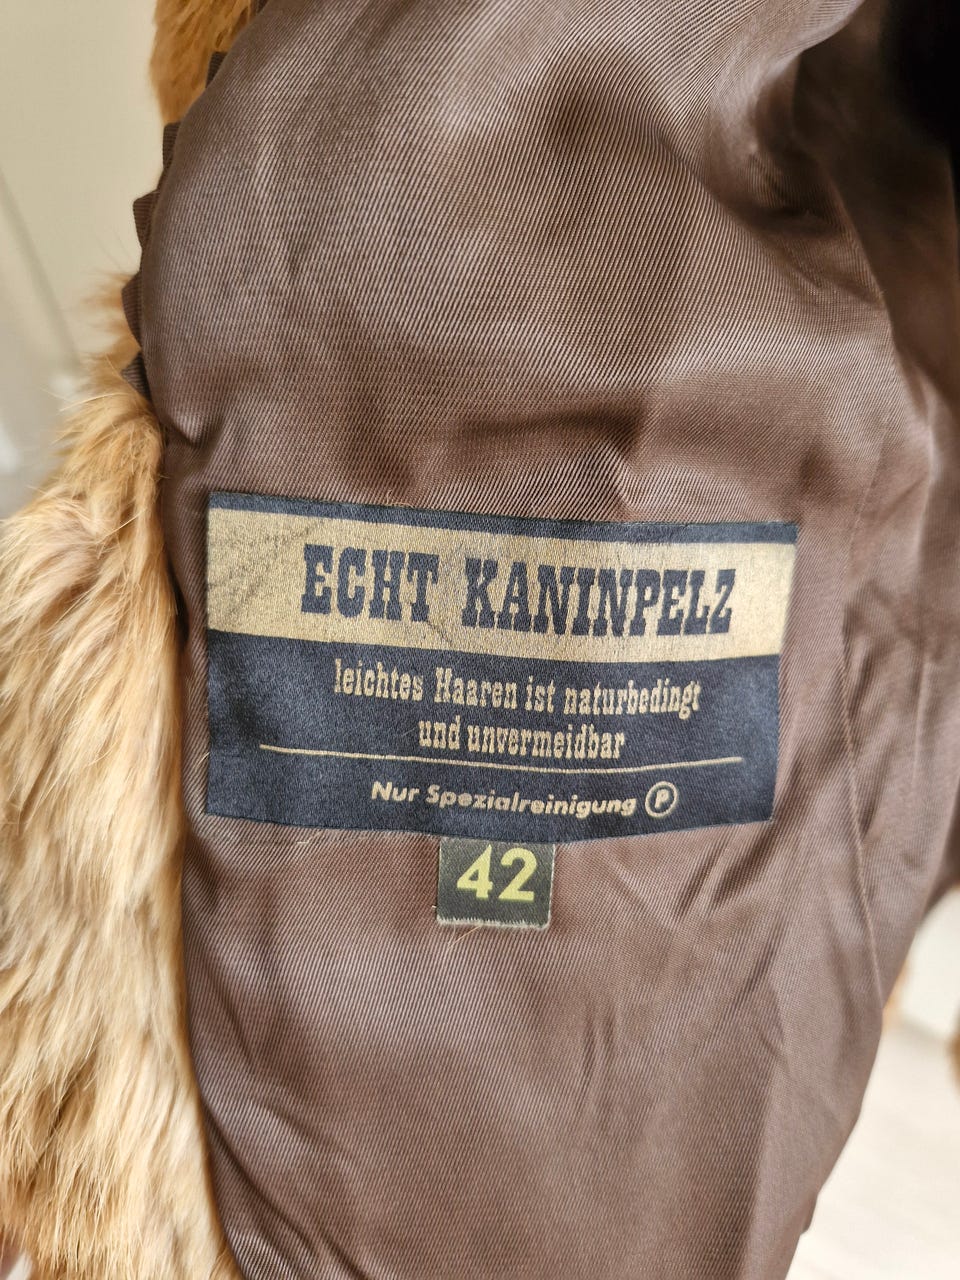 ECHT KANINPELZ
leichtes Haaren ist naturbedingt
und unvermeidbar
Nur Spezialreinigung Ⓟ
42